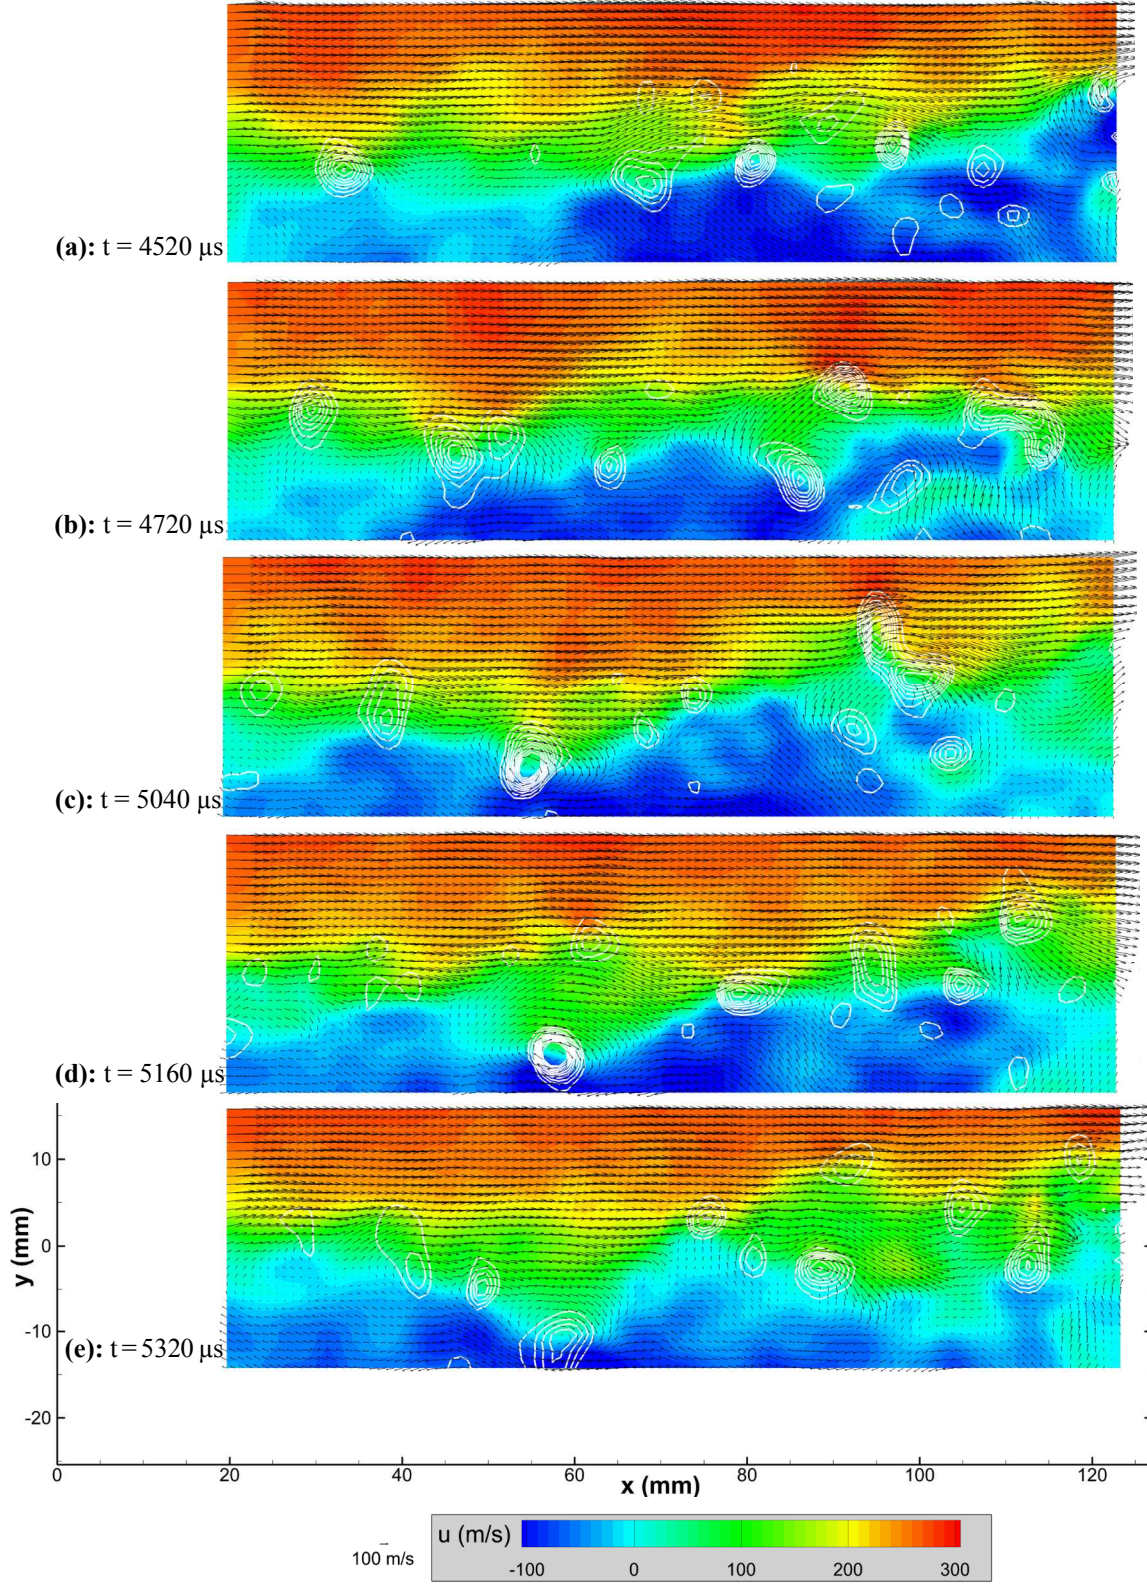 (a): t = 4520 μs
(b): t = 4720 μs
(c): t = 5040 μs
(d): t = 5160 μs
(e): t = 5320 μs
10
0
-10
-20
y (mm)
0 20 40 60 80 100 120
x (mm)
100 m/s
u (m/s)
-100 0 100 200 300